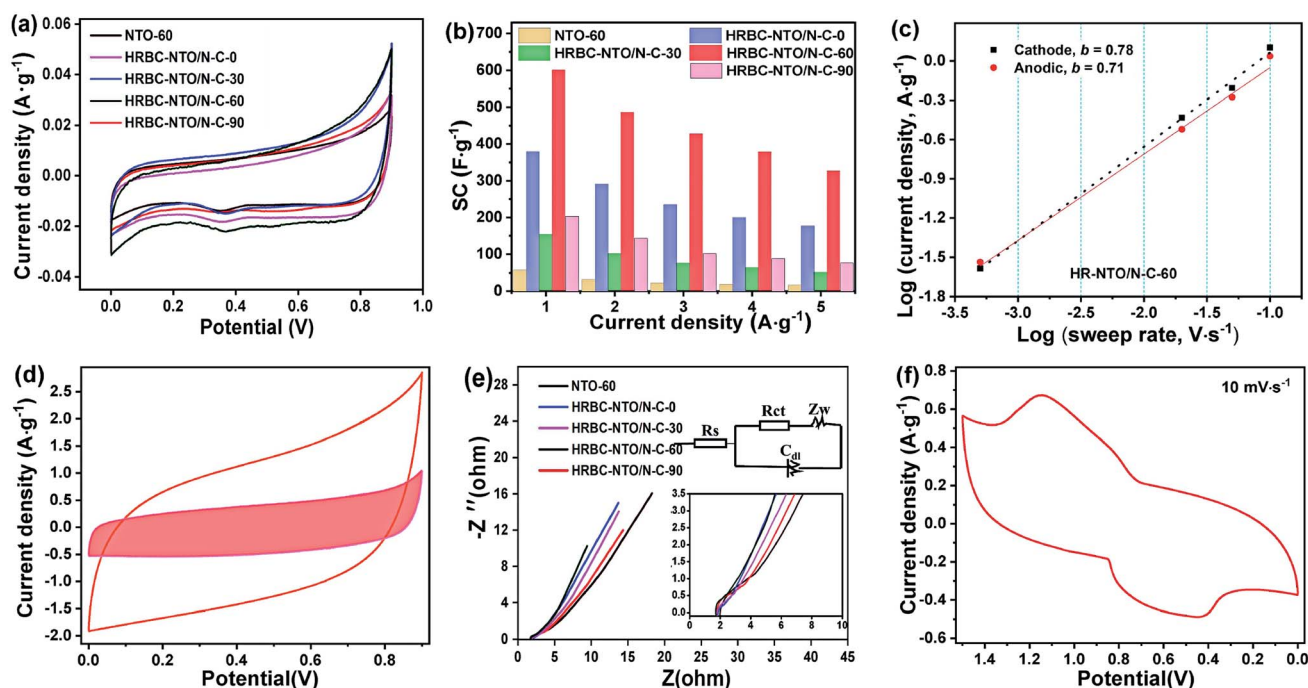 (a)
0.06
0.04
0.02
0.00
-0.02
-0.04
Current density (A·g⁻¹)
NTO-60
HRBC-NTO/N-C-0
HRBC-NTO/N-C-30
HRBC-NTO/N-C-60
HRBC-NTO/N-C-90
0.0 0.2 0.4 0.6 0.8 1.0
Potential (V)
(b)
700
600
500
400
300
200
100
0
SC (F·g⁻¹)
NTO-60 HRBC-NTO/N-C-0
HRBC-NTO/N-C-30 HRBC-NTO/N-C-60
HRBC-NTO/N-C-90
1 2 3 4 5
Current density (A·g⁻¹)
(c)
0.0
-0.3
-0.6
-0.9
-1.2
-1.5
-1.8
Log (current density, A·g⁻¹)
Cathode, b = 0.78
Anodic, b = 0.71
HR-NTO/N-C-60
-3.5 -3.0 -2.5 -2.0 -1.5 -1.0
Log (sweep rate, V·s⁻¹)
(d)
2.5
2.0
1.5
1.0
0.5
0.0
-0.5
-1.0
-1.5
-2.0
Current density (A·g⁻¹)
0.0 0.2 0.4 0.6 0.8
Potential(V)
(e)
28
24
20
16
12
8
4
0
-Z ″(ohm)
NTO-60
HRBC-NTO/N-C-0
HRBC-NTO/N-C-30
HRBC-NTO/N-C-60
HRBC-NTO/N-C-90
Rs
Rct
Zw
Cdl
3.5
3.0
2.5
2.0
1.5
1.0
0.5
0.0
2 4 6 8 10
0 5 10 15 20 25 30 35 40 45
Z(ohm)
(f)
10 mV·s⁻¹
0.8
0.6
0.4
0.2
0.0
-0.2
-0.4
-0.6
Current density (A·g⁻¹)
1.4 1.2 1.0 0.8 0.6 0.4 0.2 0.0
Potential(V)